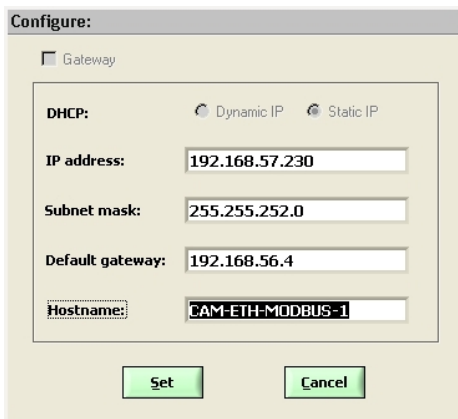 Configure:
Gateway
DHCP: Dynamic IP Static IP
IP address: 192.168.57.230
Subnet mask: 255.255.252.0
Default gateway: 192.168.56.4
Hostname: CAM-ETH-MODBUS-1
Set Cancel